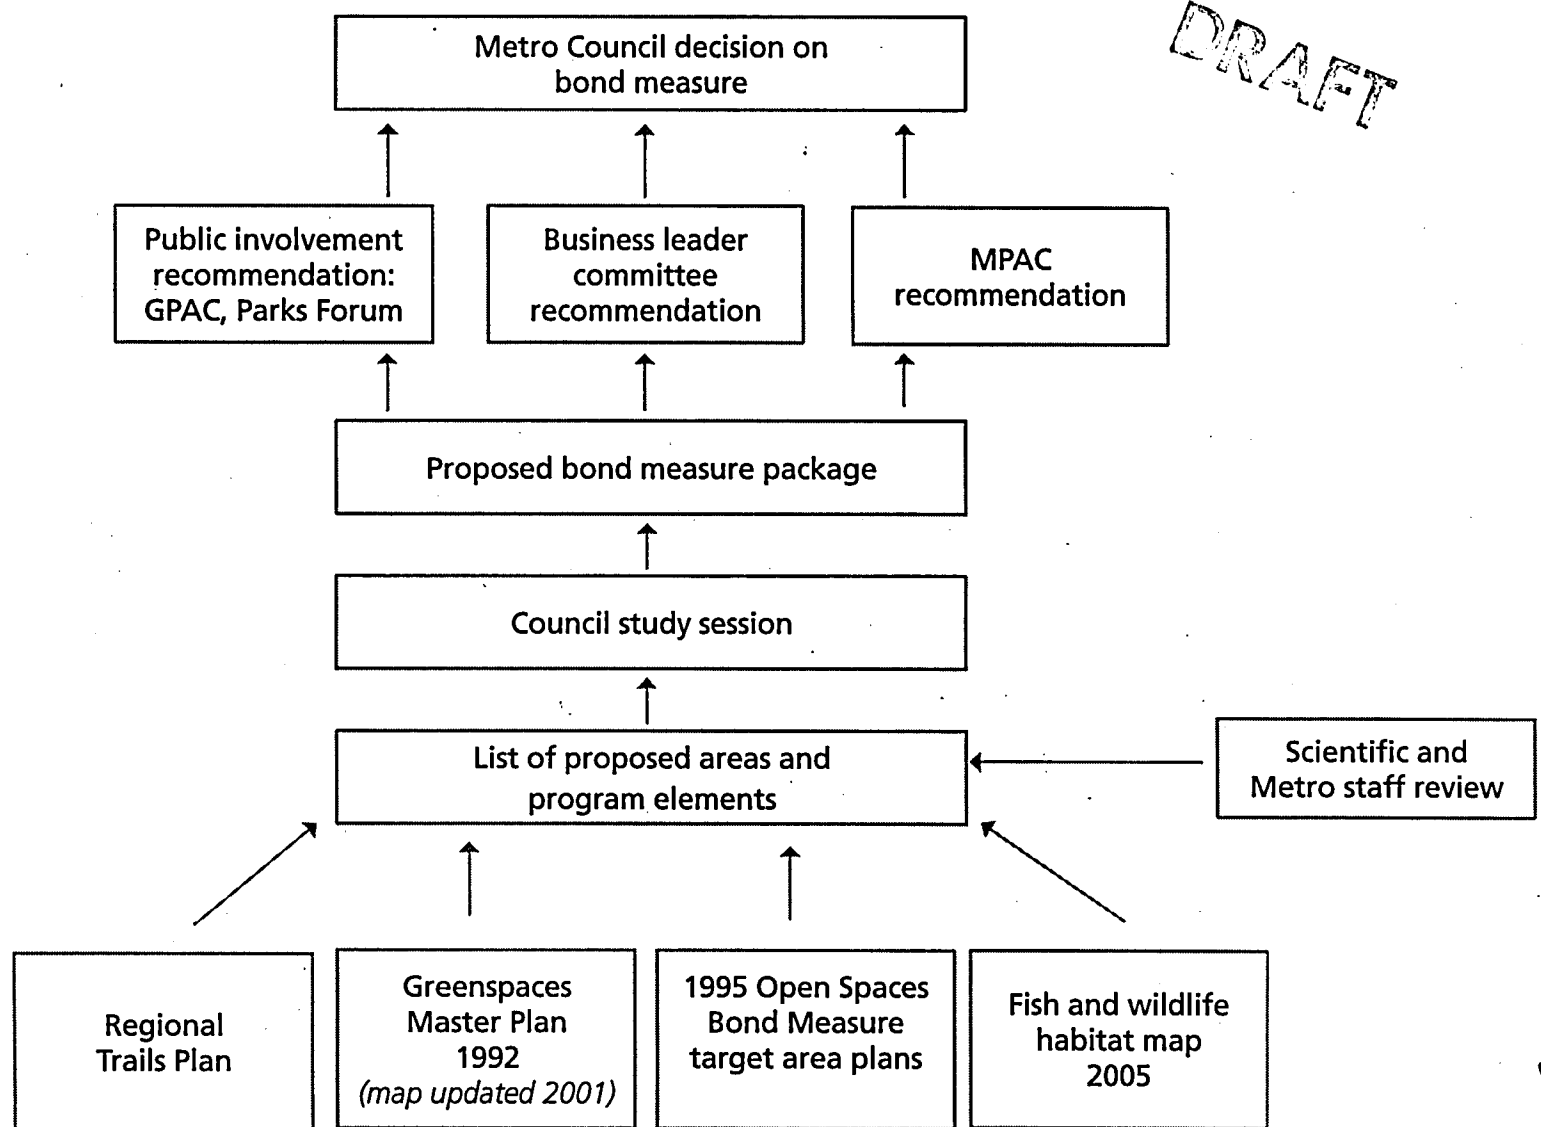 DRAFT
Metro Council decision on
bond measure
Public involvement
recommendation:
GPAC, Parks Forum
Business leader
committee
recommendation
MPAC
recommendation
Proposed bond measure package
Council study session
List of proposed areas and
program elements
Scientific and
Metro staff review
Regional
Trails Plan
Greenspaces
Master Plan
1992
(map updated 2001)
1995 Open Spaces
Bond Measure
target area plans
Fish and wildlife
habitat map
2005